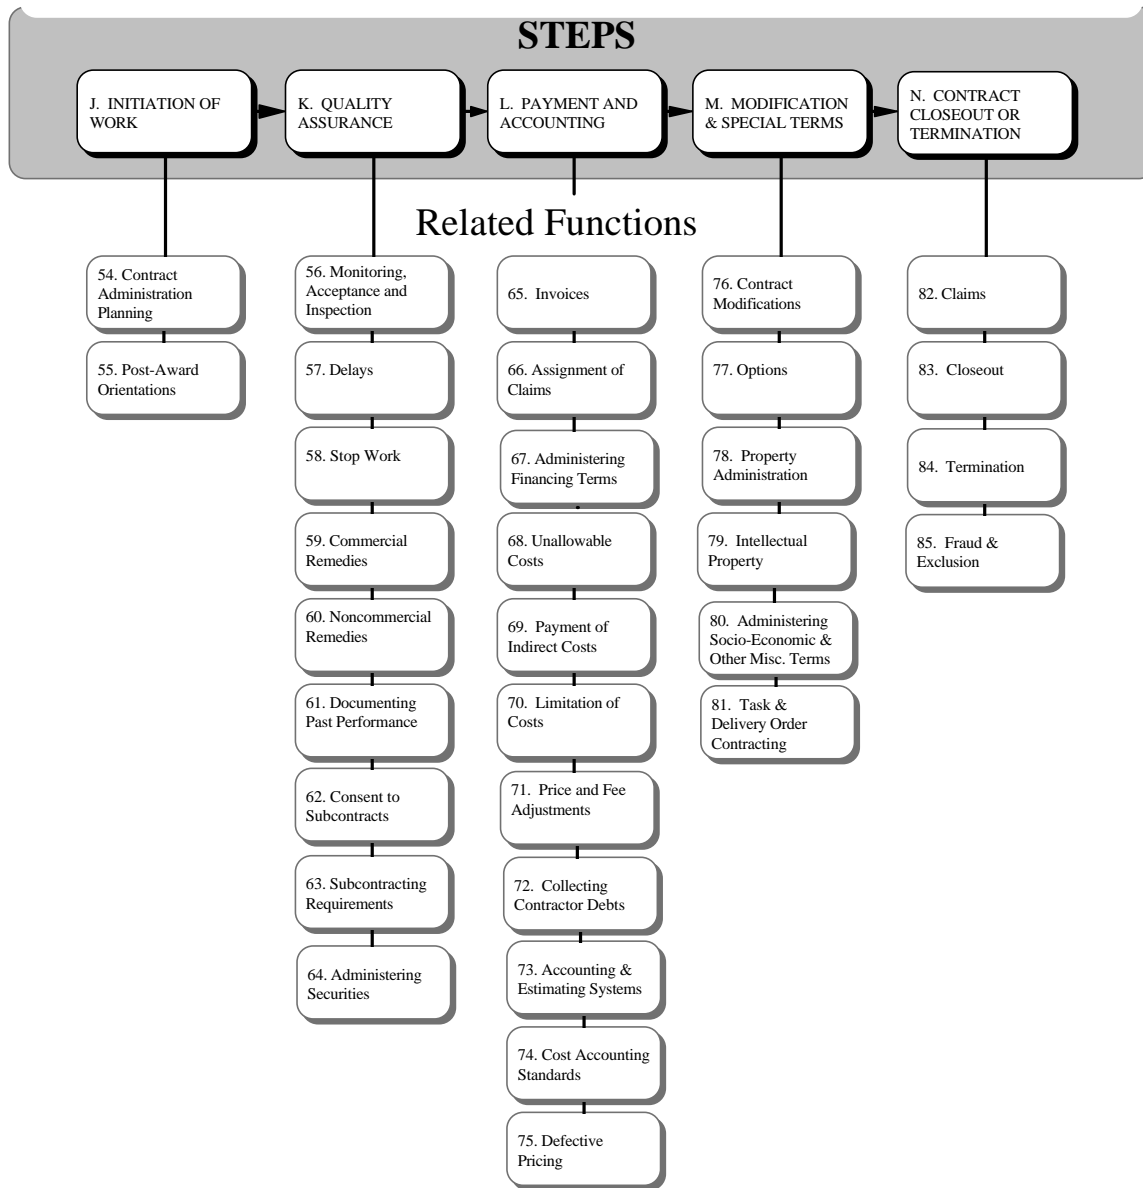 STEPS
J. INITIATION OF
WORK
K. QUALITY
ASSURANCE
L. PAYMENT AND
ACCOUNTING
M. MODIFICATION
& SPECIAL TERMS
N. CONTRACT
CLOSEOUT OR
TERMINATION
Related Functions
54. Contract
Administration
Planning
55. Post-Award
Orientations
56. Monitoring,
Acceptance and
Inspection
57. Delays
58. Stop Work
59. Commercial
Remedies
60. Noncommercial
Remedies
61. Documenting
Past Performance
62. Consent to
Subcontracts
63. Subcontracting
Requirements
64. Administering
Securities
65. Invoices
66. Assignment of
Claims
67. Administering
Financing Terms
68. Unallowable
Costs
69. Payment of
Indirect Costs
70. Limitation of
Costs
71. Price and Fee
Adjustments
72. Collecting
Contractor Debts
73. Accounting &
Estimating Systems
74. Cost Accounting
Standards
75. Defective
Pricing
76. Contract
Modifications
77. Options
78. Property
Administration
79. Intellectual
Property
80. Administering
Socio-Economic &
Other Misc. Terms
81. Task &
Delivery Order
Contracting
82. Claims
83. Closeout
84. Termination
85. Fraud &
Exclusion